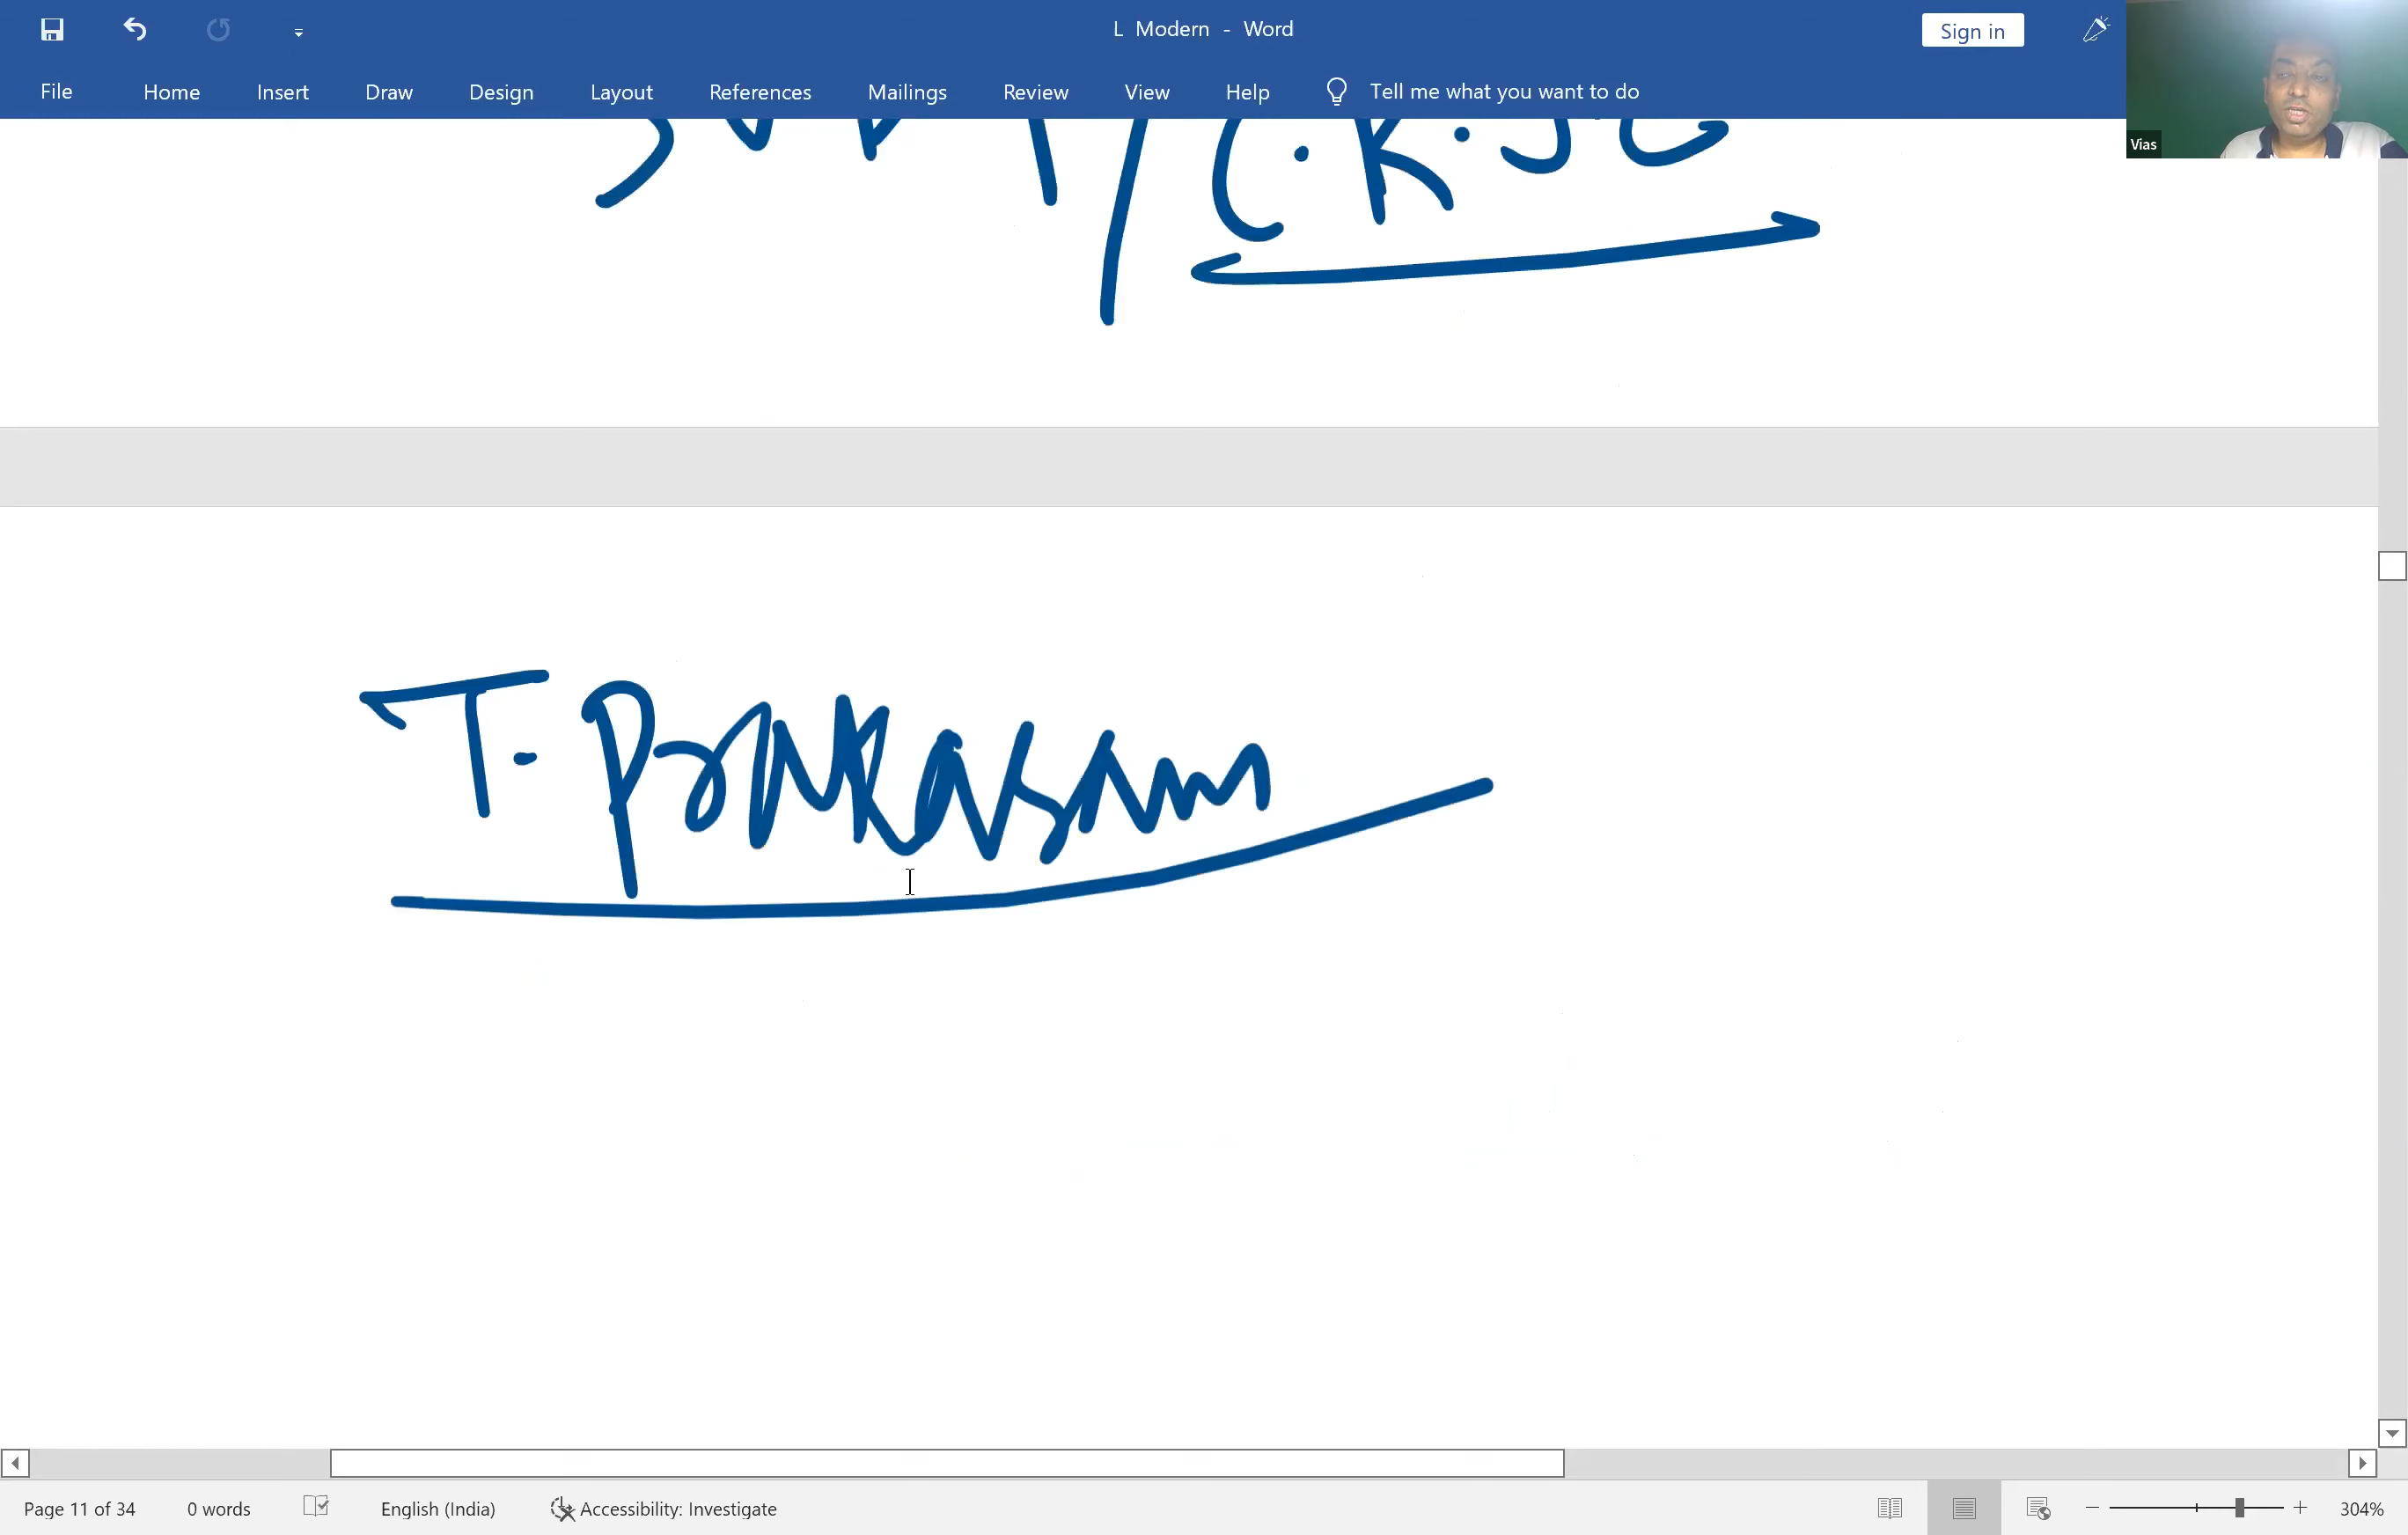 L Modern - Word
Sign in
File Home Insert Draw Design Layout References Mailings Review View Help Tell me what you want to do
Vias
T. Prakasam
Page 11 of 34 0 words English (India) Accessibility: Investigate 304%